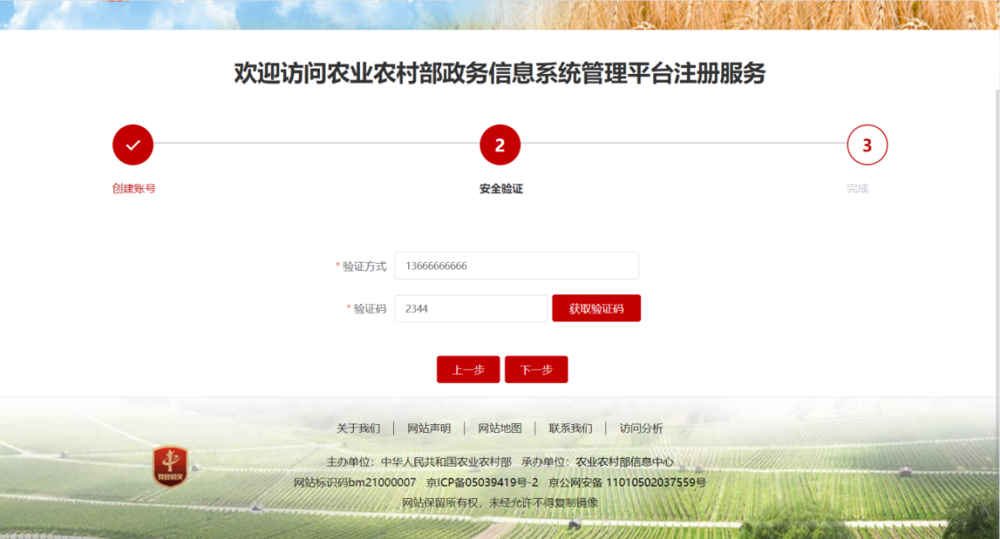 欢迎访问农业农村部政务信息系统管理平台注册服务
2 3
创建账号 安全验证 完成
* 验证方式 13666666666
* 验证码 2344 获取验证码
上一步 下一步
关于我们 | 网站声明 | 网站地图 | 联系我们 | 访问分析
主办单位：中华人民共和国农业农村部 承办单位：农业农村部信息中心
党政机关
网站标识码bm21000007 京ICP备05039419号-2 京公网安备 11010502037559号
网站保留所有权，未经允许不得复制镜像